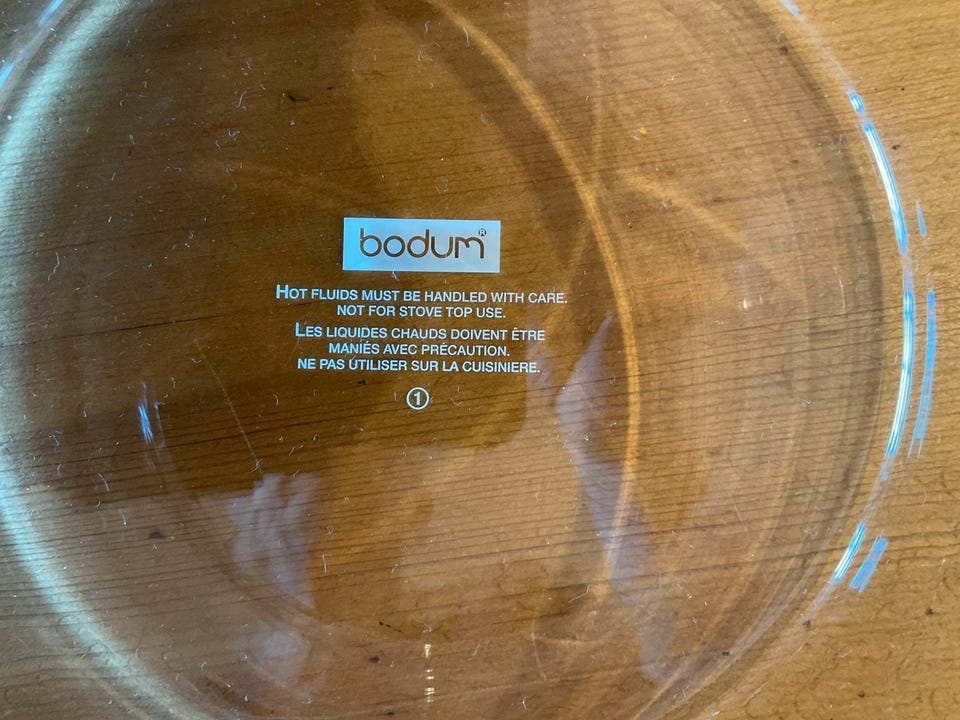 bodum®
HOT FLUIDS MUST BE HANDLED WITH CARE.
NOT FOR STOVE TOP USE.
LES LIQUIDES CHAUDS DOIVENT ÊTRE
MANIÉS AVEC PRÉCAUTION.
NE PAS UTILISER SUR LA CUISINIERE.
①